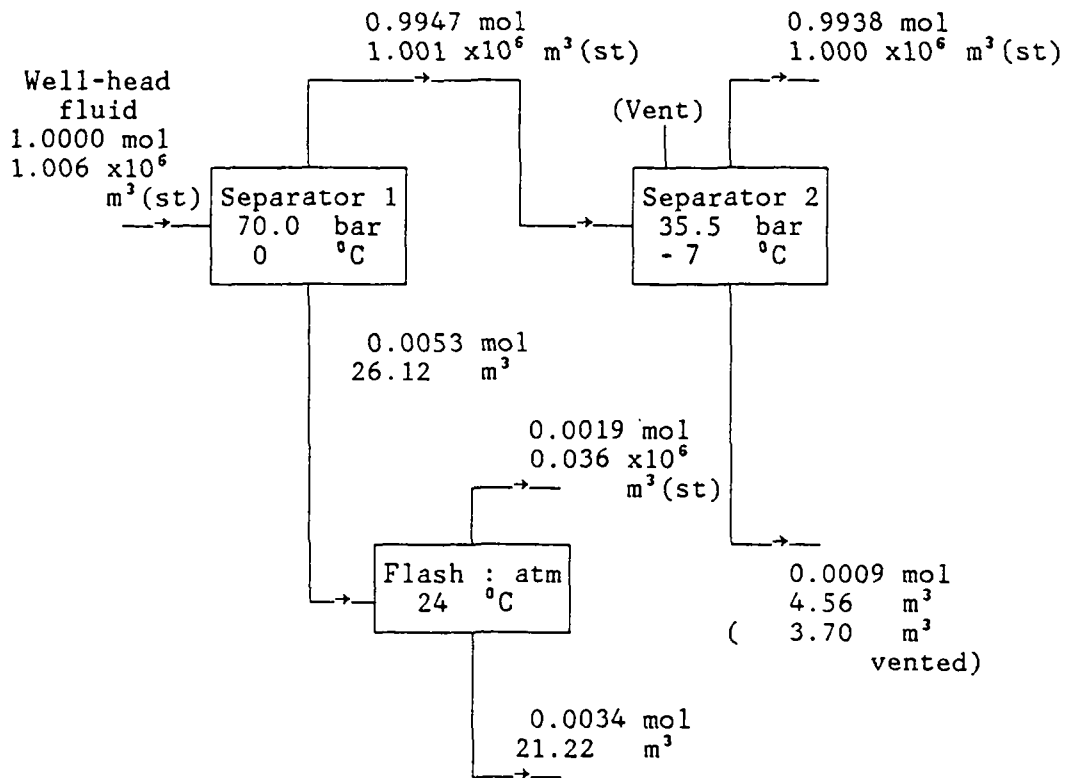 0.9947 mol
1.001 x10⁶ m³(st)
0.9938 mol
1.000 x10⁶ m³(st)
Well-head
fluid
1.0000 mol
1.006 x10⁶
m³(st)
(Vent)
Separator 1
70.0 bar
0 ⁰C
Separator 2
35.5 bar
- 7 ⁰C
0.0053 mol
26.12 m³
0.0019 mol
0.036 x10⁶
m³(st)
Flash : atm
24 ⁰C
0.0009 mol
4.56 m³
( 3.70 m³
vented)
0.0034 mol
21.22 m³